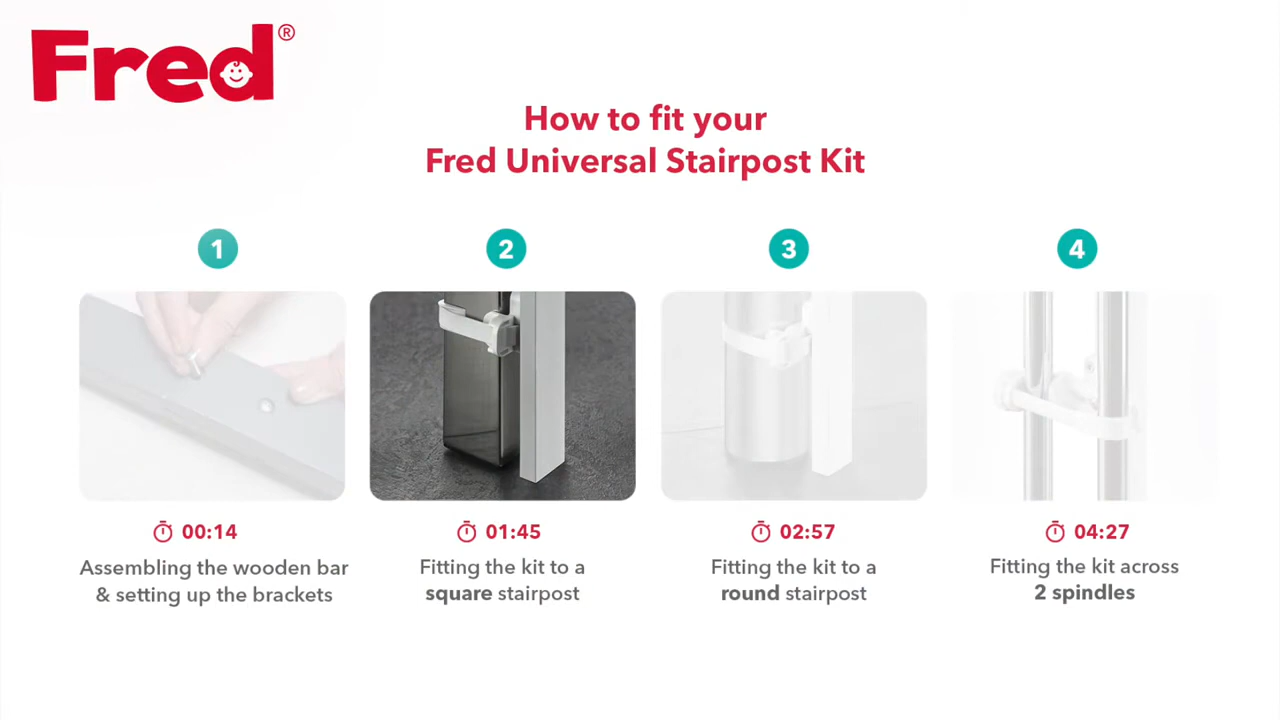 Fred®
How to fit your
Fred Universal Stairpost Kit
1
2
3
4
00:14
Assembling the wooden bar
& setting up the brackets
01:45
Fitting the kit to a
square stairpost
02:57
Fitting the kit to a
round stairpost
04:27
Fitting the kit across
2 spindles